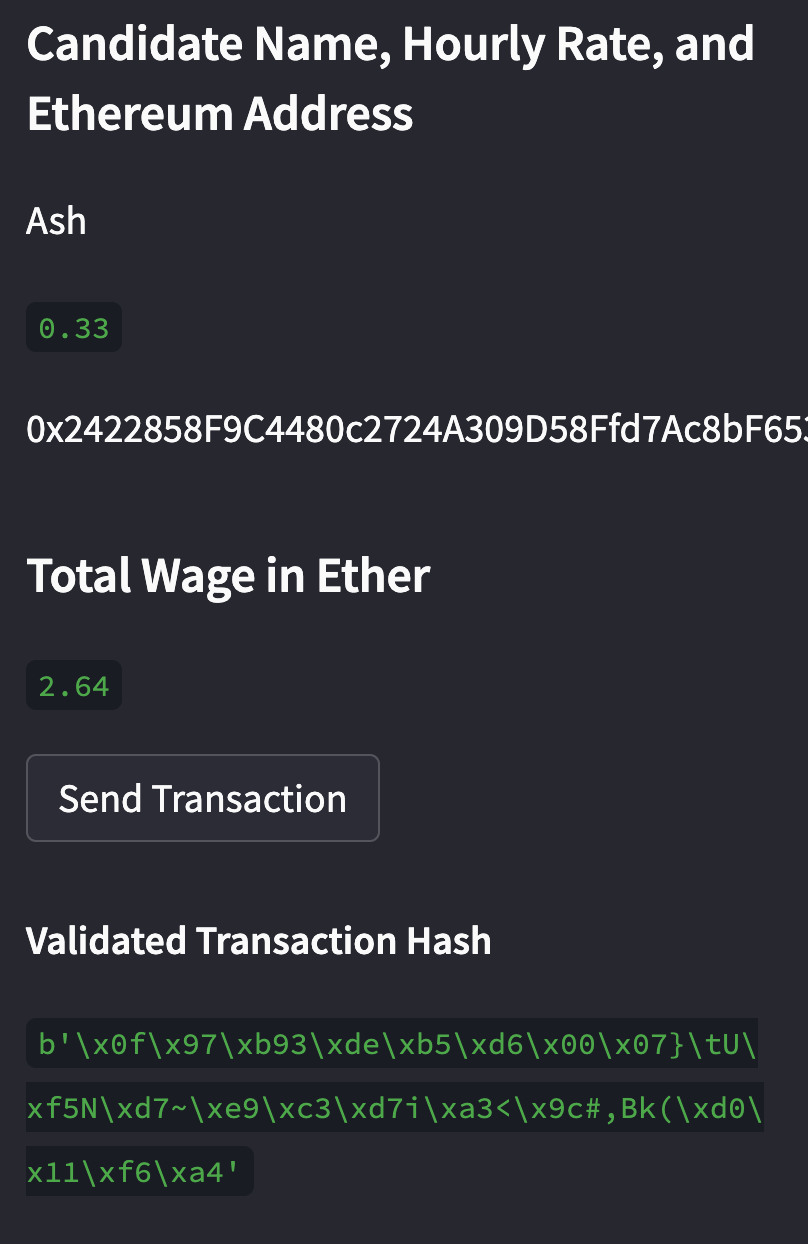 Candidate Name, Hourly Rate, and
Ethereum Address
Ash
0.33
0x2422858F9C4480c2724A309D58Ffd7Ac8bF653
Total Wage in Ether
2.64
Send Transaction
Validated Transaction Hash
b'\x0f\x97\xb93\xde\xb5\xd6\x00\x07}\tU\
xf5N\xd7~\xe9\xc3\xd7i\xa3<\x9c#,Bk(\xd0\
x11\xf6\xa4'